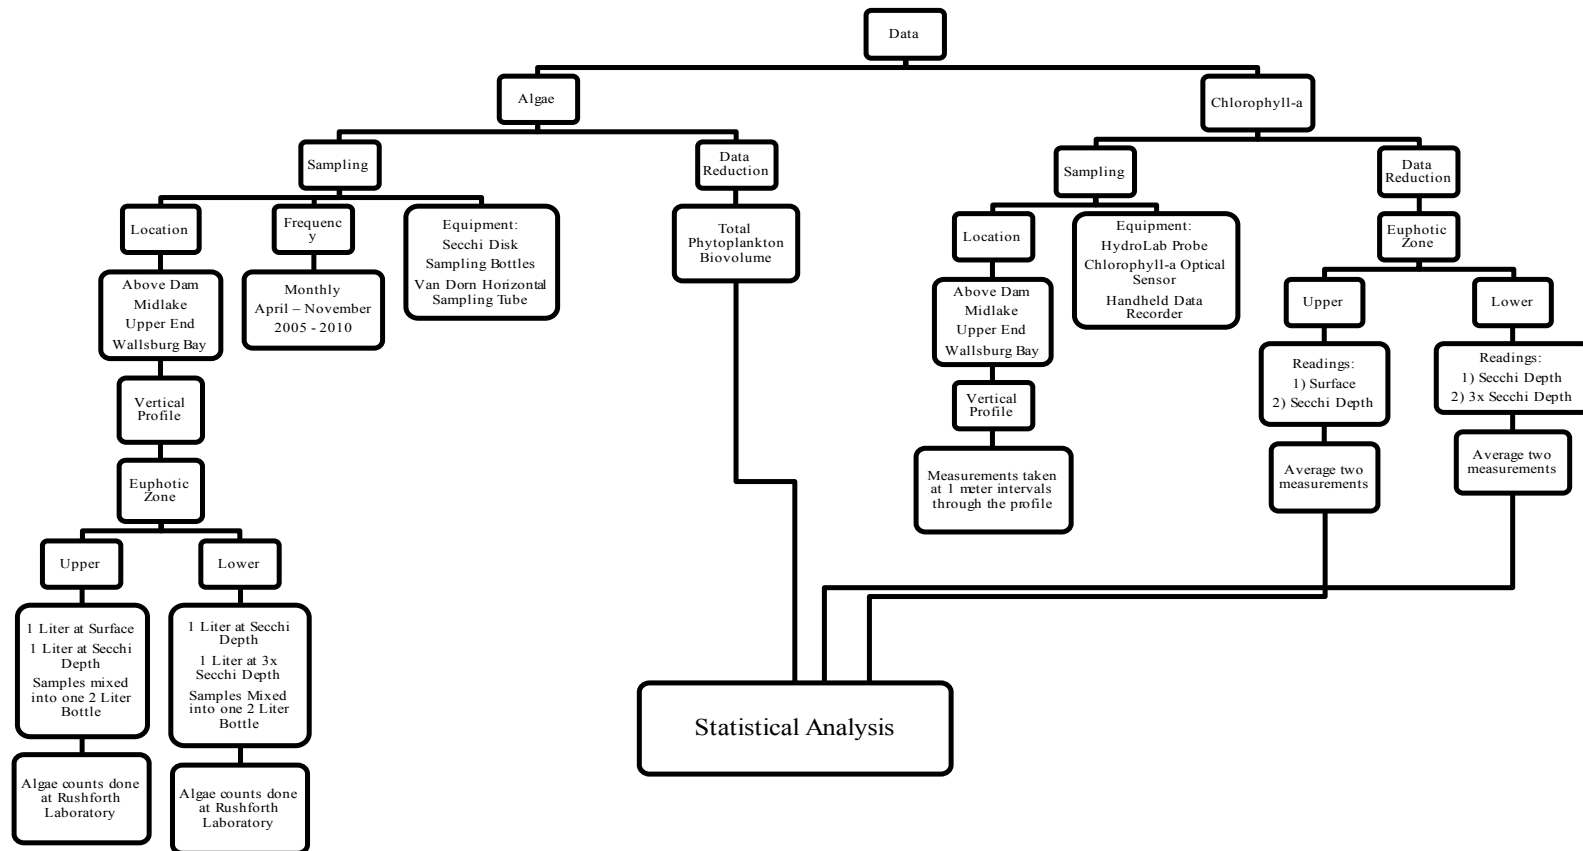 Data
Algae
Chlorophyll-a
Sampling
Data
Reduction
Sampling
Data
Reduction
Location
Frequenc
y
Equipment:
Secchi Disk
Sampling Bottles
Van Dorn Horizontal
Sampling Tube
Total
Phytoplankton
Biovolume
Location
Equipment:
HydroLab Probe
Chlorophyll-a Optical
Sensor
Handheld Data
Recorder
Euphotic
Zone
Above Dam
Midlake
Upper End
Wallsburg Bay
Monthly
April – November
2005 - 2010
Above Dam
Midlake
Upper End
Wallsburg Bay
Upper
Lower
Vertical
Profile
Vertical
Profile
Readings:
1) Surface
2) Secchi Depth
Readings:
1) Secchi Depth
2) 3x Secchi Depth
Euphotic
Zone
Measurements taken
at 1 meter intervals
through the profile
Average two
measurements
Average two
measurements
Upper
Lower
1 Liter at Surface
1 Liter at Secchi
Depth
Samples mixed
into one 2 Liter
Bottle
1 Liter at Secchi
Depth
1 Liter at 3x
Secchi Depth
Samples Mixed
into one 2 Liter
Bottle
Statistical Analysis
Algae counts done
at Rushforth
Laboratory
Algae counts done
at Rushforth
Laboratory